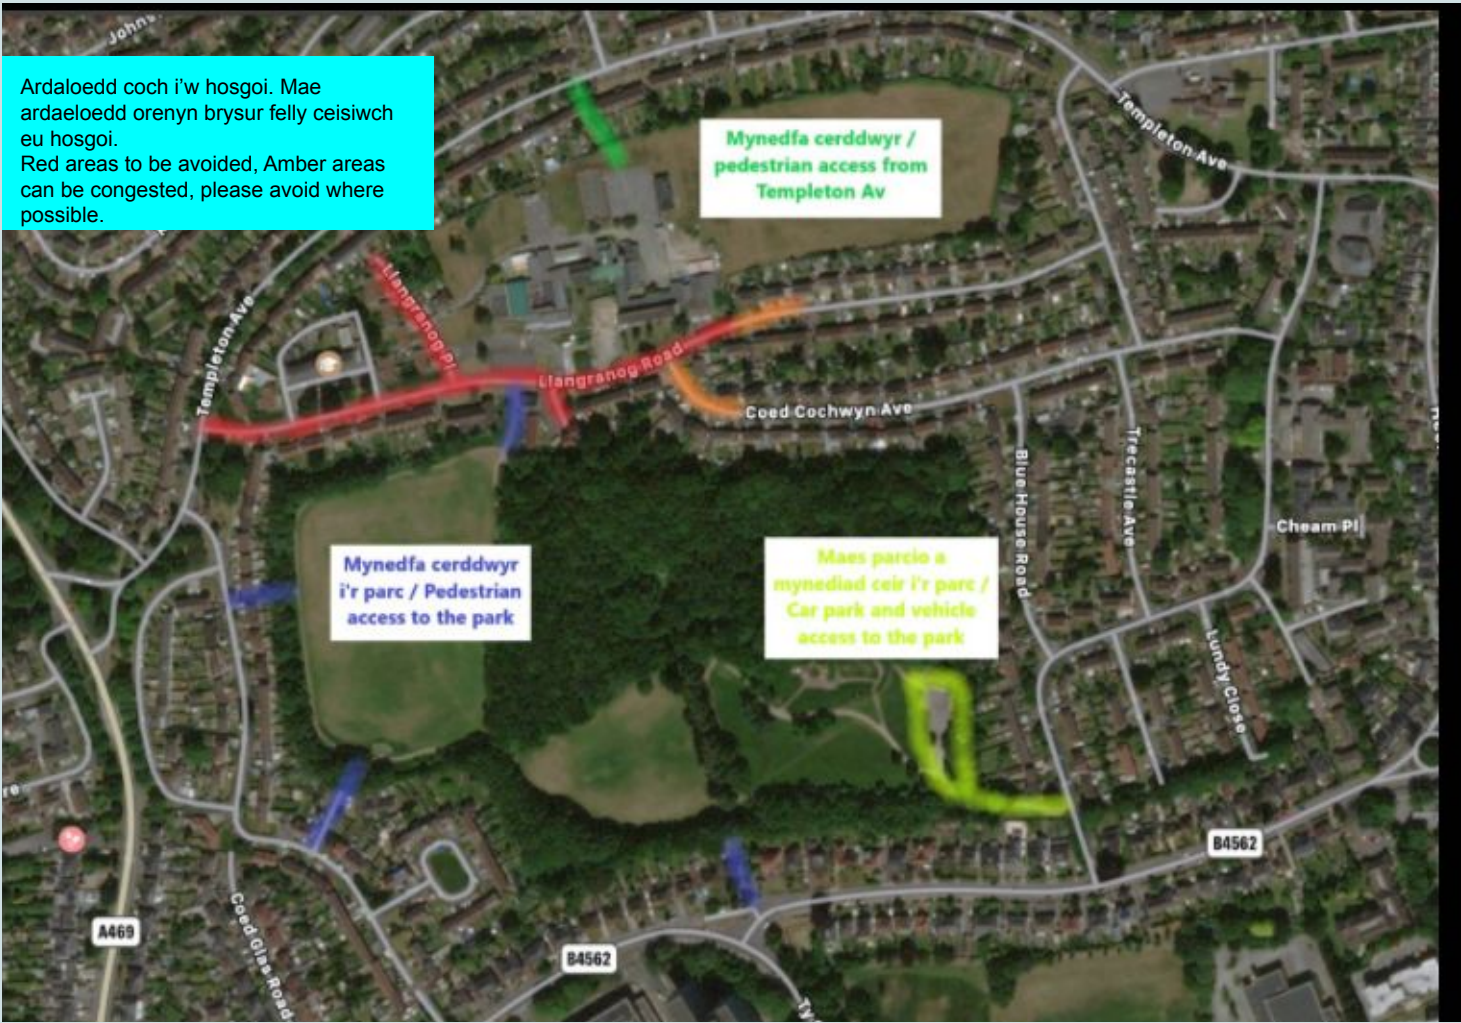 Johns
Ardaloedd coch i'w hosgoi. Mae
ardaeloedd orenyn brysur felly ceisiwch
eu hosgoi.
Red areas to be avoided, Amber areas
can be congested, please avoid where
possible.
Mynedfa cerddwyr /
pedestrian access from
Templeton Av
Templeton Ave
Llangranog Pl
Templeton Ave
Llangranog Road
Coed Cochwyn Ave
Blue House Road
Trecastle Ave
Cheam Pl
Mynedfa cerddwyr
i'r parc / Pedestrian
access to the park
Maes parcio a
mynediad ceir i'r parc /
Car park and vehicle
access to the park
Lundy Close
re
B4562
A469
Coed Glas Road
B4562
Ty